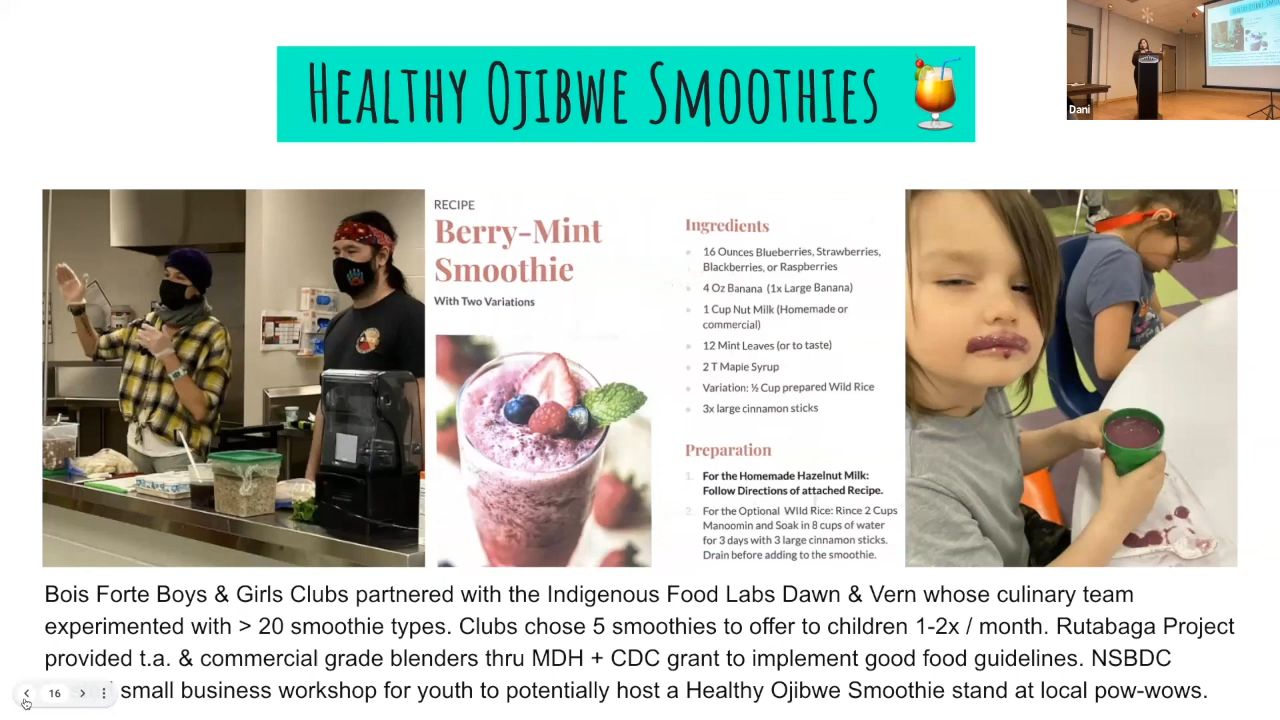 Healthy Ojibwe Smoothies
Dani
RECIPE
Berry-Mint
Smoothie
With Two Variations
Ingredients
16 Ounces Blueberries, Strawberries,
Blackberries, or Raspberries
4 Oz Banana (1x Large Banana)
1 Cup Nut Milk (Homemade or
commercial)
12 Mint Leaves (or to taste)
2 T Maple Syrup
Variation: ½ Cup prepared Wild Rice
3x large cinnamon sticks
Preparation
1. For the Homemade Hazelnut Milk:
Follow Directions of attached Recipe.
2. For the Optional WIld Rice: Rince 2 Cups
Manoomin and Soak in 8 cups of water
for 3 days with 3 large cinnamon sticks.
Drain before adding to the smoothie.
Bois Forte Boys & Girls Clubs partnered with the Indigenous Food Labs Dawn & Vern whose culinary team
experimented with > 20 smoothie types. Clubs chose 5 smoothies to offer to children 1-2x / month. Rutabaga Project
provided t.a. & commercial grade blenders thru MDH + CDC grant to implement good food guidelines. NSBDC
small business workshop for youth to potentially host a Healthy Ojibwe Smoothie stand at local pow-wows.
16